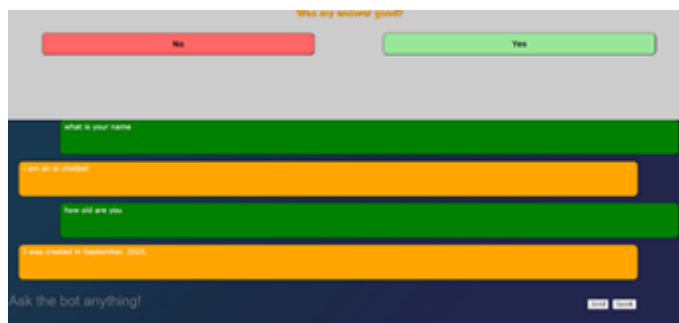 Was my answer good?
No
Yes
what is your name
I am an ai chatbot
how old are you
I was created in September, 2020.
Ask the bot anything!
Send
Speak